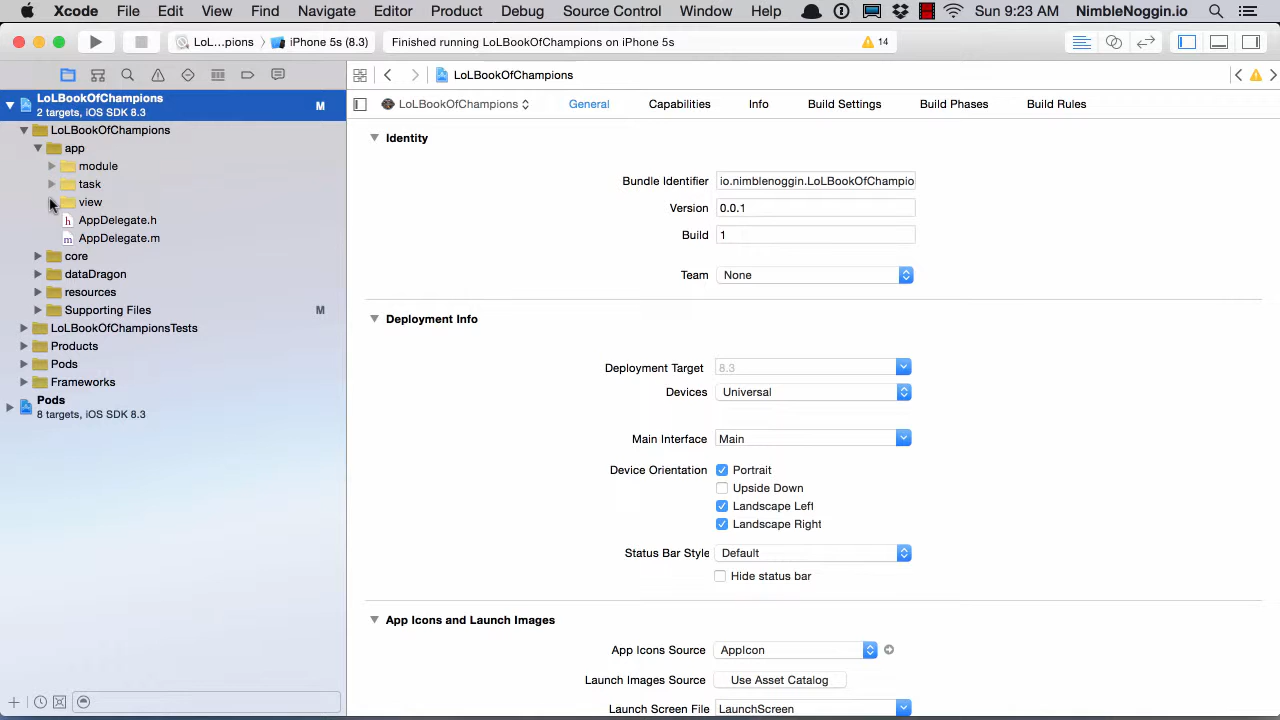 Xcode File Edit View Find Navigate Editor Product Debug Source Control Window Help Sun 9:23 AM NimbleNoggin.io
LoL...pions iPhone 5s (8.3) Finished running LoLBookOfChampions on iPhone 5s 14
LoLBookOfChampions
LoLBookOfChampions M
2 targets, iOS SDK 8.3
LoLBookOfChampions
app
module
task
view
h AppDelegate.h
m AppDelegate.m
core
dataDragon
resources
Supporting Files M
LoLBookOfChampionsTests
Products
Pods
Frameworks
Pods
8 targets, iOS SDK 8.3
LoLBookOfChampions General Capabilities Info Build Settings Build Phases Build Rules
Identity
Bundle Identifier io.nimblenoggin.LoLBookOfChampio
Version 0.0.1
Build 1
Team None
Deployment Info
Deployment Target 8.3
Devices Universal
Main Interface Main
Device Orientation Portrait
Upside Down
Landscape Left
Landscape Right
Status Bar Style Default
Hide status bar
App Icons and Launch Images
App Icons Source AppIcon
Launch Images Source Use Asset Catalog
Launch Screen File LaunchScreen